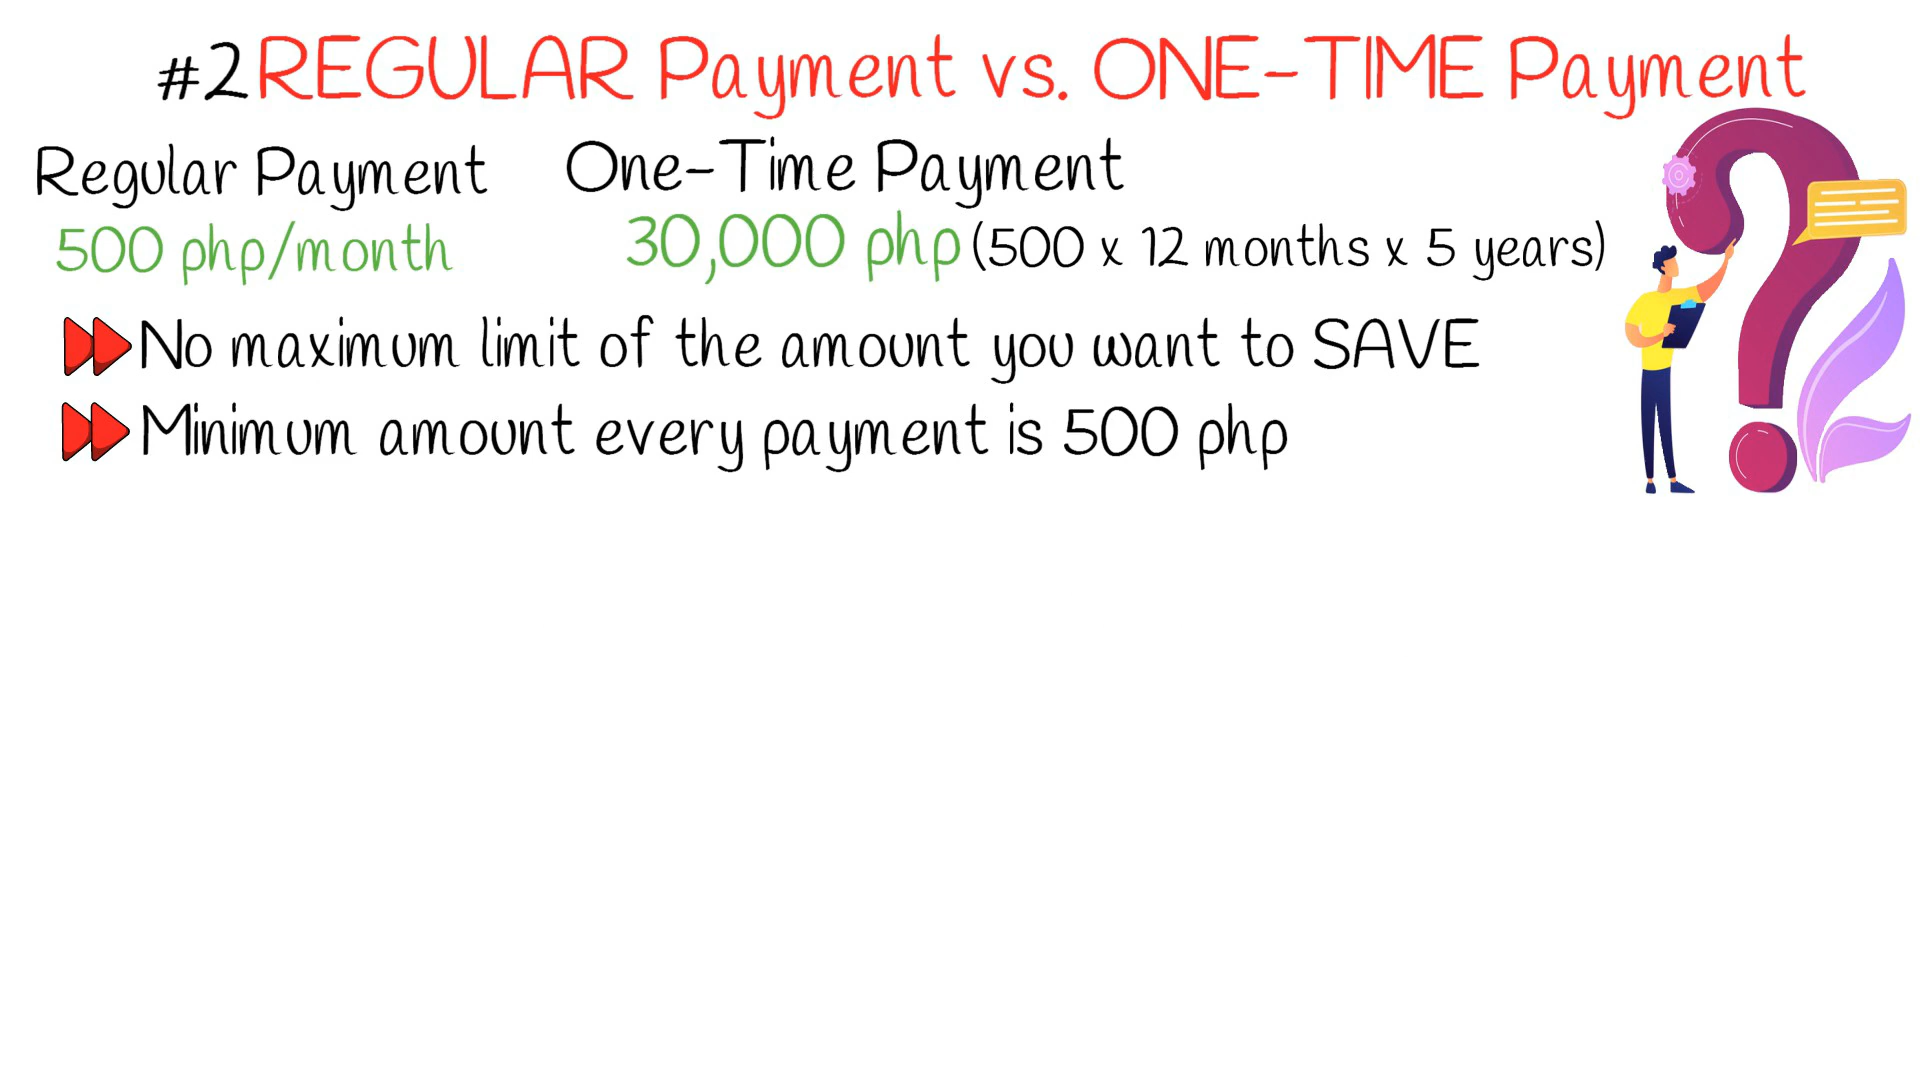 #2 REGULAR Payment vs. ONE-TIME Payment
Regular Payment
500 php/month
One-Time Payment
30,000 php (500 x 12 months x 5 years)
No maximum limit of the amount you want to SAVE
Minimum amount every payment is 500 php